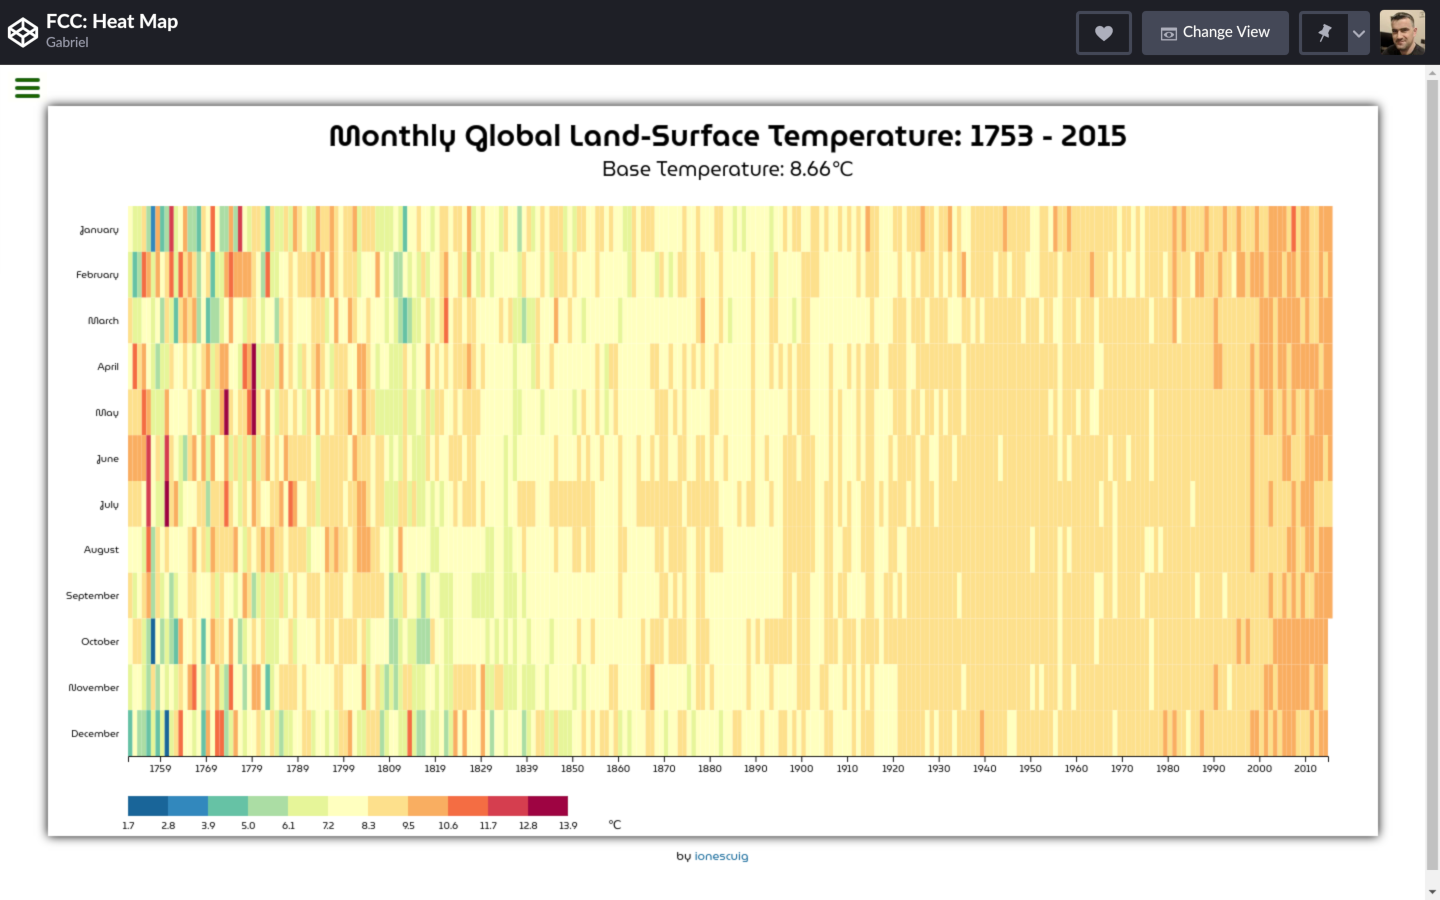 FCC: Heat Map
Gabriel
Change View
Monthly Global Land-Surface Temperature: 1753 - 2015
Base Temperature: 8.66°C
January
February
March
April
May
June
July
August
September
October
November
December
1759 1769 1779 1789 1799 1809 1819 1829 1839 1850 1860 1870 1880 1890 1900 1910 1920 1930 1940 1950 1960 1970 1980 1990 2000 2010
1.7 2.8 3.9 5.0 6.1 7.2 8.3 9.5 10.6 11.7 12.8 13.9 °C
by ionescuig